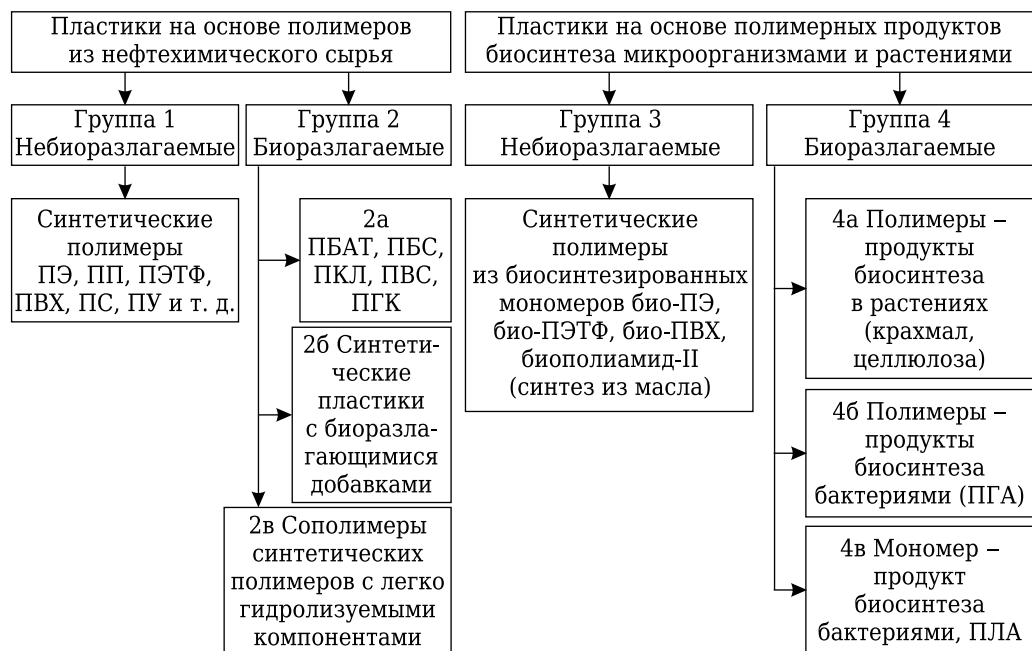 Пластики на основе полимеров
из нефтехимического сырья
Пластики на основе полимерных продуктов
биосинтеза микроорганизмами и растениями
Группа 1
Небиоразлагаемые
Группа 2
Биоразлагаемые
Группа 3
Небиоразлагаемые
Группа 4
Биоразлагаемые
Синтетические
полимеры
ПЭ, ПП, ПЭТФ,
ПВХ, ПС, ПУ и т. д.
2а
ПБАТ, ПБС,
ПКЛ, ПВС,
ПГК
2б Синтети-
ческие
пластики
с биоразла-
гающимися
добавками
2в Сополимеры
синтетических
полимеров с легко
гидролизуемыми
компонентами
Синтетические
полимеры
из биосинтезированных
мономеров био-ПЭ,
био-ПЭТФ, био-ПВХ,
биополиамид-II
(синтез из масла)
4а Полимеры –
продукты
биосинтеза
в растениях
(крахмал,
целлюлоза)
4б Полимеры –
продукты
биосинтеза
бактериями (ПГА)
4в Мономер –
продукт
биосинтеза
бактериями, ПЛА